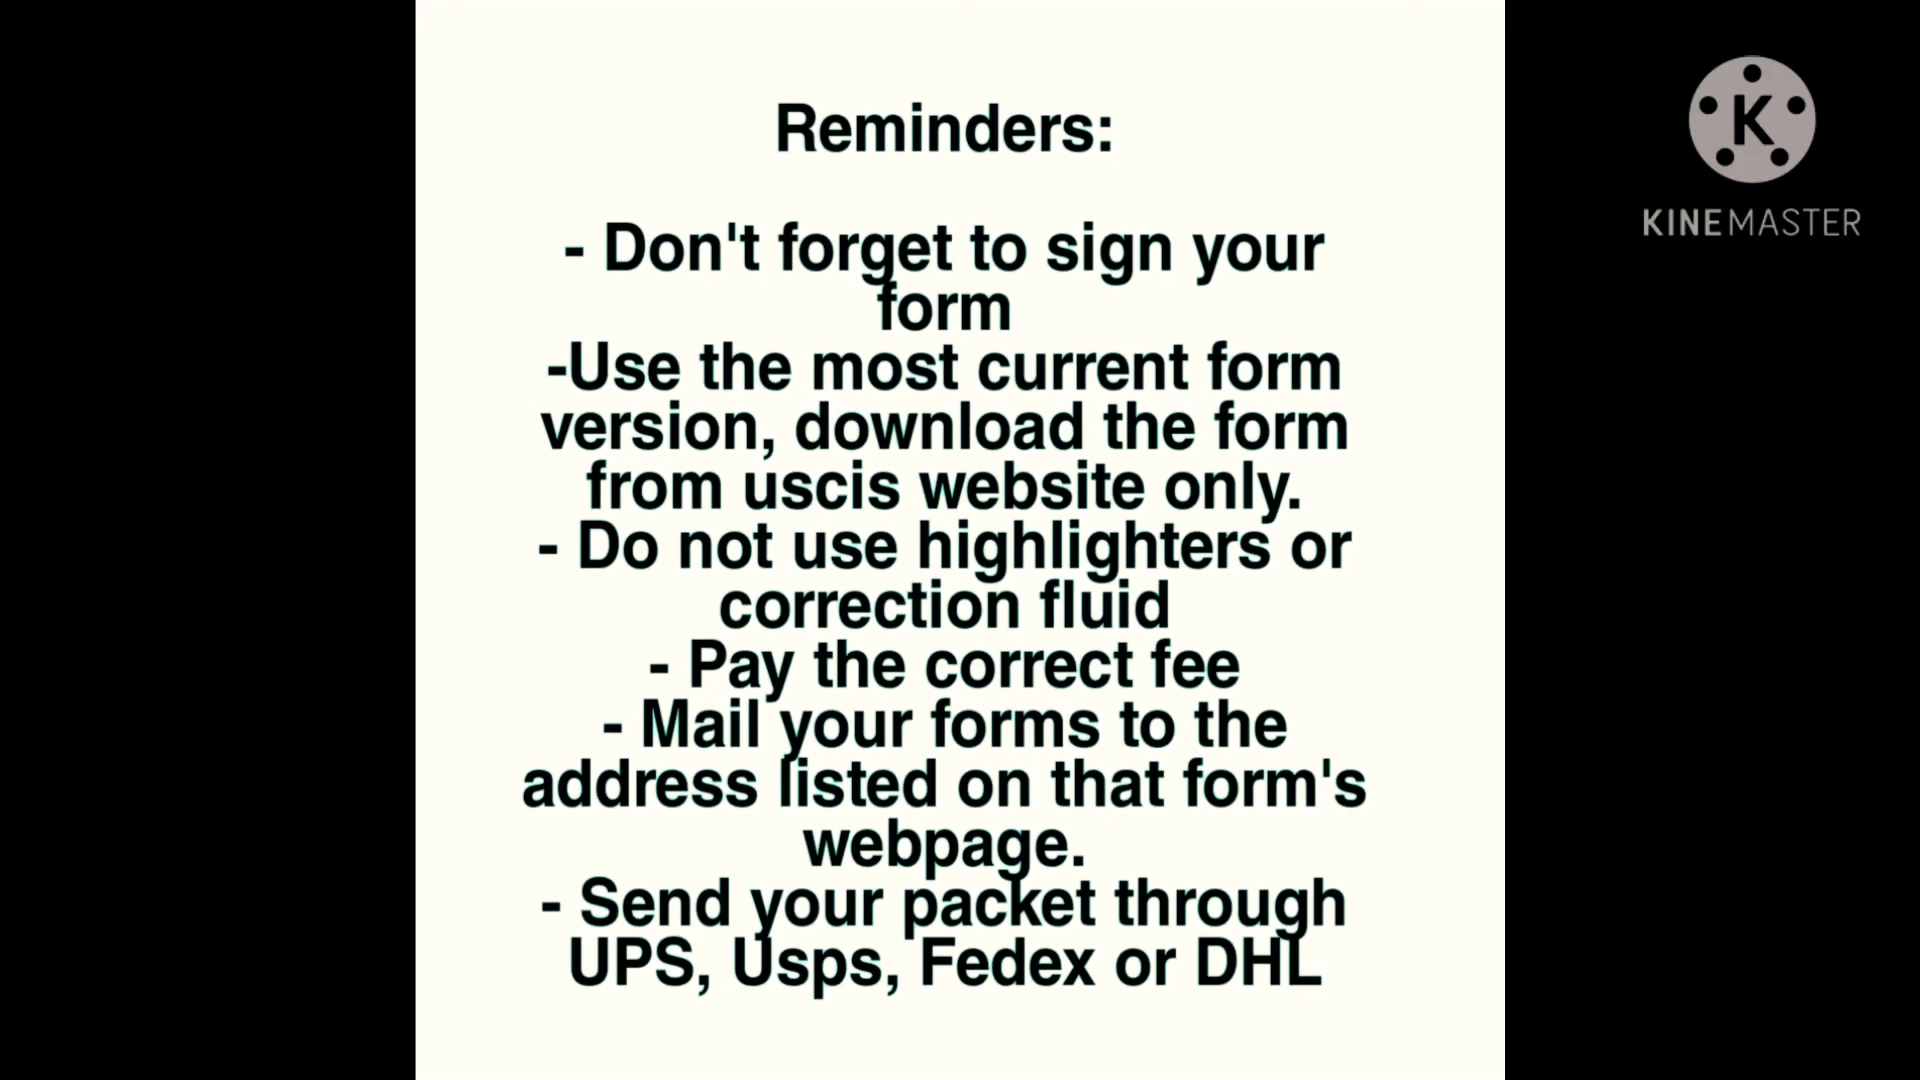 Reminders:
- Don't forget to sign your
form
-Use the most current form
version, download the form
from uscis website only.
- Do not use highlighters or
correction fluid
- Pay the correct fee
- Mail your forms to the
address listed on that form's
webpage.
- Send your packet through
UPS, Usps, Fedex or DHL
K
KINEMASTER